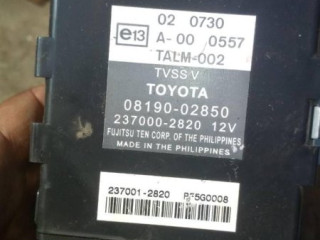 e13
02 0730
A-00 0557
TALM-002
TVSS V
TOYOTA
08190-02850
237000-2820 12V
FUJITSU TEN CORP. OF THE PHILIPPINES
MADE IN THE PHILIPPINES
237001-2820